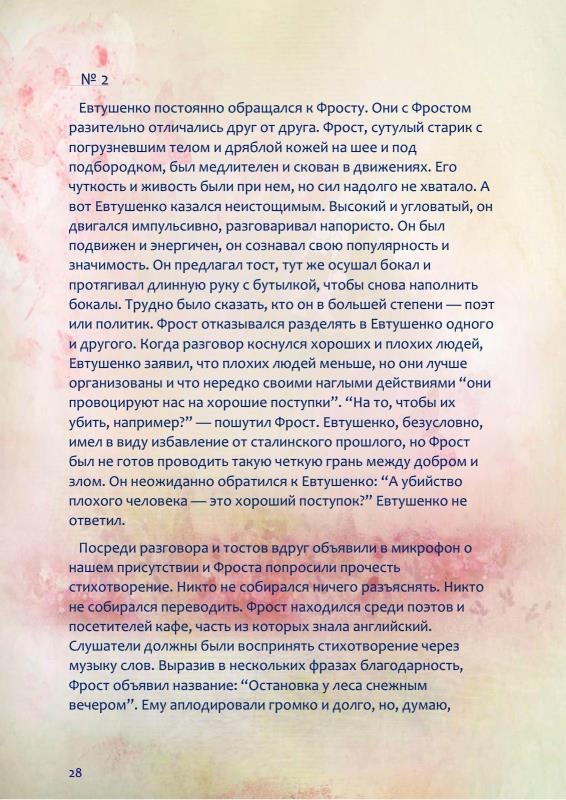 № 2
Евтушенко постоянно обращался к Фросту. Они с Фростом
разительно отличались друг от друга. Фрост, сутулый старик с
погрузневшим телом и дряблой кожей на шее и под
подбородком, был медлителен и скован в движениях. Его
чуткость и живость были при нем, но сил надолго не хватало. А
вот Евтушенко казался неистощимым. Высокий и угловатый, он
двигался импульсивно, разговаривал напористо. Он был
подвижен и энергичен, он сознавал свою популярность и
значимость. Он предлагал тост, тут же осушал бокал и
протягивал длинную руку с бутылкой, чтобы снова наполнить
бокалы. Трудно было сказать, кто он в большей степени — поэт
или политик. Фрост отказывался разделять в Евтушенко одного
и другого. Когда разговор коснулся хороших и плохих людей,
Евтушенко заявил, что плохих людей меньше, но они лучше
организованы и что нередко своими наглыми действиями “они
провоцируют нас на хорошие поступки”. “На то, чтобы их
убить, например?” — пошутил Фрост. Евтушенко, безусловно,
имел в виду избавление от сталинского прошлого, но Фрост
был не готов проводить такую четкую грань между добром и
злом. Он неожиданно обратился к Евтушенко: “А убийство
плохого человека — это хороший поступок?” Евтушенко не
ответил.
Посреди разговора и тостов вдруг объявили в микрофон о
нашем присутствии и Фроста попросили прочесть
стихотворение. Никто не собирался ничего разъяснять. Никто
не собирался переводить. Фрост находился среди поэтов и
посетителей кафе, часть из которых знала английский.
Слушатели должны были воспринять стихотворение через
музыку слов. Выразив в нескольких фразах благодарность,
Фрост объявил название: “Остановка у леса снежным
вечером”. Ему аплодировали громко и долго, но, думаю,
28